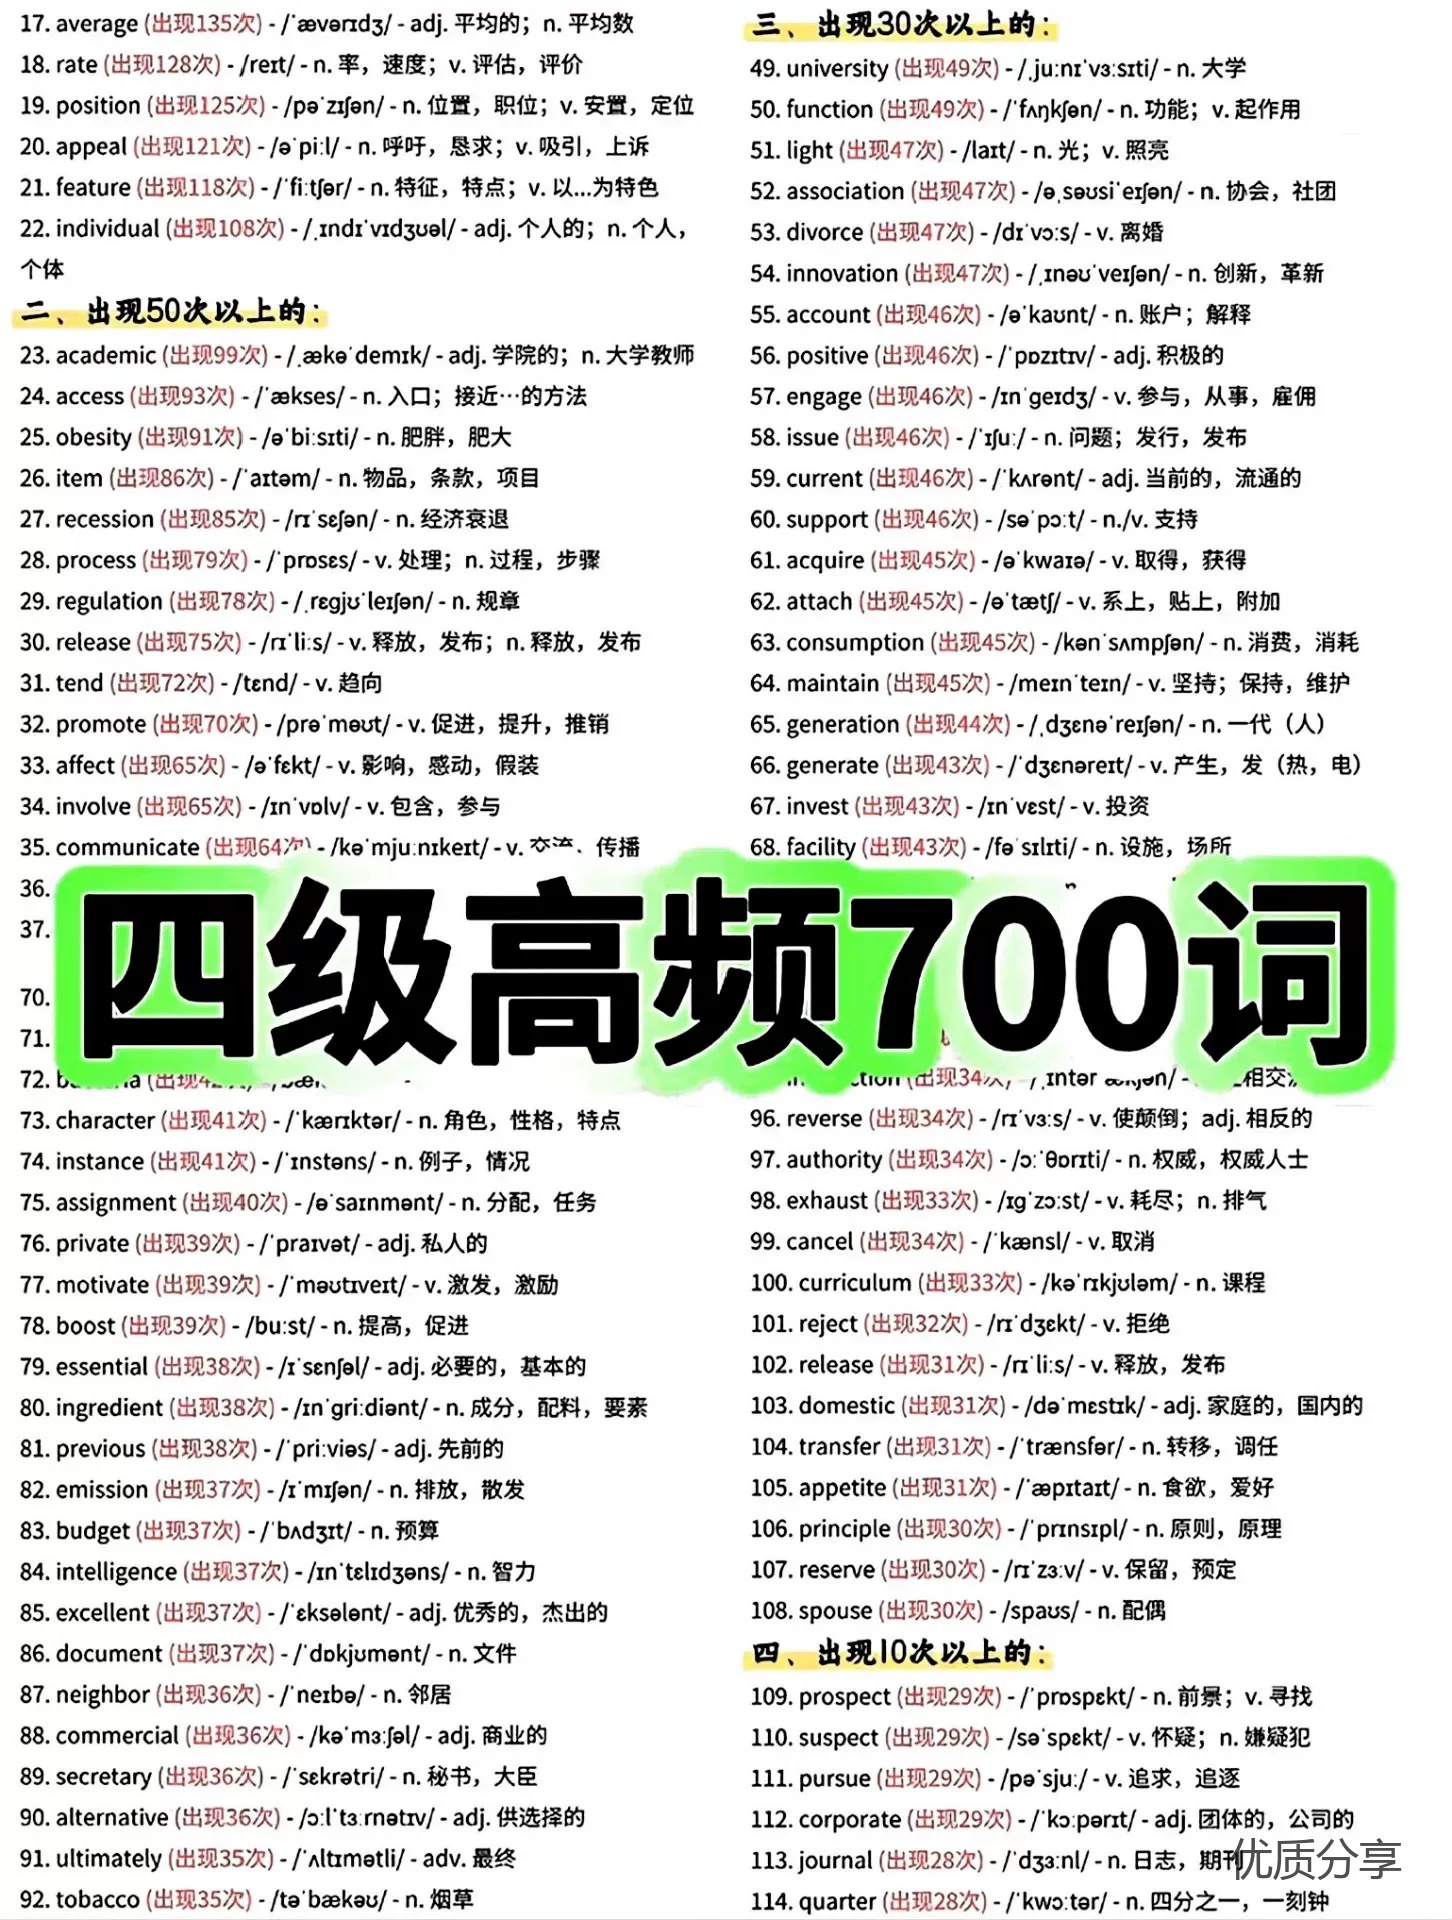 17. average (出现135次) - /ˈævərɪdʒ/ - adj. 平均的；n. 平均数
18. rate (出现128次) - /reɪt/ - n. 率，速度；v. 评估，评价
19. position (出现125次) - /pəˈzɪʃən/ - n. 位置，职位；v. 安置，定位
20. appeal (出现121次) - /əˈpiːl/ - n. 呼吁，恳求；v. 吸引，上诉
21. feature (出现118次) - /ˈfiːtʃər/ - n. 特征，特点；v. 以...为特色
22. individual (出现108次) - /ˌɪndɪˈvɪdʒʊəl/ - adj. 个人的；n. 个人，
个体
二、出现50次以上的：
23. academic (出现99次) - /ˌækəˈdemɪk/ - adj. 学院的；n. 大学教师
24. access (出现93次) - /ˈækses/ - n. 入口；接近…的方法
25. obesity (出现91次) - /əˈbiːsɪti/ - n. 肥胖，肥大
26. item (出现86次) - /ˈaɪtəm/ - n. 物品，条款，项目
27. recession (出现85次) - /rɪˈsɛʃən/ - n. 经济衰退
28. process (出现79次) - /ˈprɒsɛs/ - v. 处理；n. 过程，步骤
29. regulation (出现78次) - /ˌrɛɡjʊˈleɪʃən/ - n. 规章
30. release (出现75次) - /rɪˈliːs/ - v. 释放，发布；n. 释放，发布
31. tend (出现72次) - /tɛnd/ - v. 趋向
32. promote (出现70次) - /prəˈməʊt/ - v. 促进，提升，推销
33. affect (出现65次) - /əˈfɛkt/ - v. 影响，感动，假装
34. involve (出现65次) - /ɪnˈvɒlv/ - v. 包含，参与
35. communicate (出现64次) - /kəˈmjuːnɪkeɪt/ - v. 交流、传播
36.
37.
四级高频700词
70.
71.
72.
73. character (出现41次) - /ˈkærɪktər/ - n. 角色，性格，特点
74. instance (出现41次) - /ˈɪnstəns/ - n. 例子，情况
75. assignment (出现40次) - /əˈsaɪnmənt/ - n. 分配，任务
76. private (出现39次) - /ˈpraɪvət/ - adj. 私人的
77. motivate (出现39次) - /ˈməʊtɪveɪt/ - v. 激发，激励
78. boost (出现39次) - /buːst/ - n. 提高，促进
79. essential (出现38次) - /ɪˈsɛnʃəl/ - adj. 必要的，基本的
80. ingredient (出现38次) - /ɪnˈɡriːdiənt/ - n. 成分，配料，要素
81. previous (出现38次) - /ˈpriːviəs/ - adj. 先前的
82. emission (出现37次) - /ɪˈmɪʃən/ - n. 排放，散发
83. budget (出现37次) - /ˈbʌdʒɪt/ - n. 预算
84. intelligence (出现37次) - /ɪnˈtɛlɪdʒəns/ - n. 智力
85. excellent (出现37次) - /ˈɛksələnt/ - adj. 优秀的，杰出的
86. document (出现37次) - /ˈdɒkjʊmənt/ - n. 文件
87. neighbor (出现36次) - /ˈneɪbə/ - n. 邻居
88. commercial (出现36次) - /kəˈmɜːʃəl/ - adj. 商业的
89. secretary (出现36次) - /ˈsɛkrətri/ - n. 秘书，大臣
90. alternative (出现36次) - /ɔːlˈtɜːrnətɪv/ - adj. 供选择的
91. ultimately (出现35次) - /ˈʌltɪmətli/ - adv. 最终
92. tobacco (出现35次) - /təˈbækəʊ/ - n. 烟草
三、出现30次以上的：
49. university (出现49次) - /ˌjuːnɪˈvɜːsɪti/ - n. 大学
50. function (出现49次) - /ˈfʌŋkʃən/ - n. 功能；v. 起作用
51. light (出现47次) - /laɪt/ - n. 光；v. 照亮
52. association (出现47次) - /əˌsəʊsiˈeɪʃən/ - n. 协会，社团
53. divorce (出现47次) - /dɪˈvɔːs/ - v. 离婚
54. innovation (出现47次) - /ˌɪnəʊˈveɪʃən/ - n. 创新，革新
55. account (出现46次) - /əˈkaʊnt/ - n. 账户；解释
56. positive (出现46次) - /ˈpɒzɪtɪv/ - adj. 积极的
57. engage (出现46次) - /ɪnˈɡeɪdʒ/ - v. 参与，从事，雇佣
58. issue (出现46次) - /ˈɪʃuː/ - n. 问题；发行，发布
59. current (出现46次) - /ˈkʌrənt/ - adj. 当前的，流通的
60. support (出现46次) - /səˈpɔːt/ - n./v. 支持
61. acquire (出现45次) - /əˈkwaɪə/ - v. 取得，获得
62. attach (出现45次) - /əˈtætʃ/ - v. 系上，贴上，附加
63. consumption (出现45次) - /kənˈsʌmpʃən/ - n. 消费，消耗
64. maintain (出现45次) - /meɪnˈteɪn/ - v. 坚持；保持，维护
65. generation (出现44次) - /ˌdʒɛnəˈreɪʃən/ - n. 一代（人）
66. generate (出现43次) - /ˈdʒɛnəreɪt/ - v. 产生，发（热，电）
67. invest (出现43次) - /ɪnˈvɛst/ - v. 投资
68. facility (出现43次) - /fəˈsɪlɪti/ - n. 设施，场所
96. reverse (出现34次) - /rɪˈvɜːs/ - v. 使颠倒；adj. 相反的
97. authority (出现34次) - /ɔːˈθɒrɪti/ - n. 权威，权威人士
98. exhaust (出现33次) - /ɪɡˈzɔːst/ - v. 耗尽；n. 排气
99. cancel (出现34次) - /ˈkænsl/ - v. 取消
100. curriculum (出现33次) - /kəˈrɪkjʊləm/ - n. 课程
101. reject (出现32次) - /rɪˈdʒɛkt/ - v. 拒绝
102. release (出现31次) - /rɪˈliːs/ - v. 释放，发布
103. domestic (出现31次) - /dəˈmɛstɪk/ - adj. 家庭的，国内的
104. transfer (出现31次) - /ˈtrænsfər/ - n. 转移，调任
105. appetite (出现31次) - /ˈæpɪtaɪt/ - n. 食欲，爱好
106. principle (出现30次) - /ˈprɪnsɪpl/ - n. 原则，原理
107. reserve (出现30次) - /rɪˈzɜːv/ - v. 保留，预定
108. spouse (出现30次) - /spaʊs/ - n. 配偶
四、出现10次以上的：
109. prospect (出现29次) - /ˈprɒspɛkt/ - n. 前景；v. 寻找
110. suspect (出现29次) - /səˈspɛkt/ - v. 怀疑；n. 嫌疑犯
111. pursue (出现29次) - /pəˈsjuː/ - v. 追求，追逐
112. corporate (出现29次) - /ˈkɔːpərɪt/ - adj. 团体的，公司的
113. journal (出现28次) - /ˈdʒɜːnl/ - n. 日志，期刊
114. quarter (出现28次) - /ˈkwɔːtər/ - n. 四分之一，一刻钟
优质分享